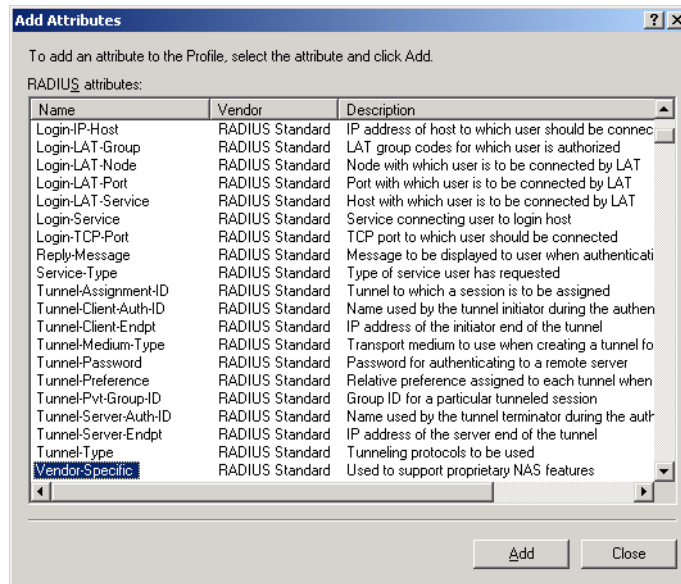 Add Attributes
To add an attribute to the Profile, select the attribute and click Add.
RADIUS attributes:
Name Vendor Description
Login-IP-Host RADIUS Standard IP address of host to which user should be connec
Login-LAT-Group RADIUS Standard LAT group codes for which user is authorized
Login-LAT-Node RADIUS Standard Node with which user is to be connected by LAT
Login-LAT-Port RADIUS Standard Port with which user is to be connected by LAT
Login-LAT-Service RADIUS Standard Host with which user is to be connected by LAT
Login-Service RADIUS Standard Service connecting user to login host
Login-TCP-Port RADIUS Standard TCP port to which user should be connected
Reply-Message RADIUS Standard Message to be displayed to user when authenticati
Service-Type RADIUS Standard Type of service user has requested
Tunnel-Assignment-ID RADIUS Standard Tunnel to which a session is to be assigned
Tunnel-Client-Auth-ID RADIUS Standard Name used by the tunnel initiator during the authen
Tunnel-Client-Endpt RADIUS Standard IP address of the initiator end of the tunnel
Tunnel-Medium-Type RADIUS Standard Transport medium to use when creating a tunnel fo
Tunnel-Password RADIUS Standard Password for authenticating to a remote server
Tunnel-Preference RADIUS Standard Relative preference assigned to each tunnel when
Tunnel-Pvt-Group-ID RADIUS Standard Group ID for a particular tunneled session
Tunnel-Server-Auth-ID RADIUS Standard Name used by the tunnel terminator during the auth
Tunnel-Server-Endpt RADIUS Standard IP address of the server end of the tunnel
Tunnel-Type RADIUS Standard Tunneling protocols to be used
Vendor-Specific RADIUS Standard Used to support proprietary NAS features
Add Close